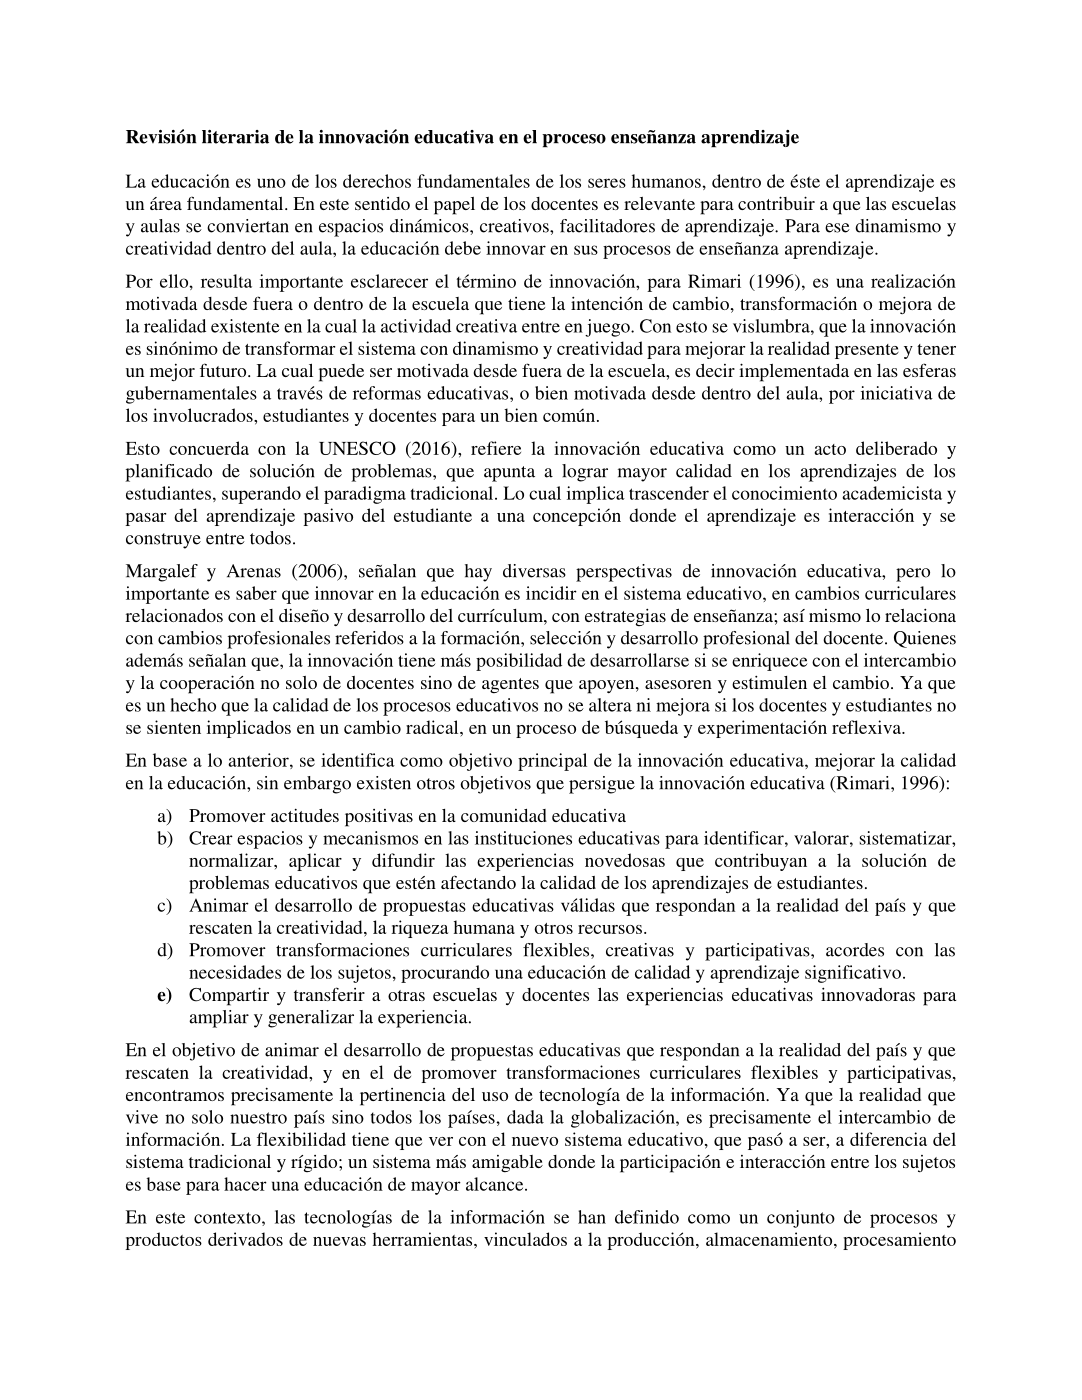 Revisión literaria de la innovación educativa en el proceso enseñanza aprendizaje
La educación es uno de los derechos fundamentales de los seres humanos, dentro de éste el aprendizaje es
un área fundamental. En este sentido el papel de los docentes es relevante para contribuir a que las escuelas
y aulas se conviertan en espacios dinámicos, creativos, facilitadores de aprendizaje. Para ese dinamismo y
creatividad dentro del aula, la educación debe innovar en sus procesos de enseñanza aprendizaje.
Por ello, resulta importante esclarecer el término de innovación, para Rimari (1996), es una realización
motivada desde fuera o dentro de la escuela que tiene la intención de cambio, transformación o mejora de
la realidad existente en la cual la actividad creativa entre en juego. Con esto se vislumbra, que la innovación
es sinónimo de transformar el sistema con dinamismo y creatividad para mejorar la realidad presente y tener
un mejor futuro. La cual puede ser motivada desde fuera de la escuela, es decir implementada en las esferas
gubernamentales a través de reformas educativas, o bien motivada desde dentro del aula, por iniciativa de
los involucrados, estudiantes y docentes para un bien común.
Esto concuerda con la UNESCO (2016), refiere la innovación educativa como un acto deliberado y
planificado de solución de problemas, que apunta a lograr mayor calidad en los aprendizajes de los
estudiantes, superando el paradigma tradicional. Lo cual implica trascender el conocimiento academicista y
pasar del aprendizaje pasivo del estudiante a una concepción donde el aprendizaje es interacción y se
construye entre todos.
Margalef y Arenas (2006), señalan que hay diversas perspectivas de innovación educativa, pero lo
importante es saber que innovar en la educación es incidir en el sistema educativo, en cambios curriculares
relacionados con el diseño y desarrollo del currículum, con estrategias de enseñanza; así mismo lo relaciona
con cambios profesionales referidos a la formación, selección y desarrollo profesional del docente. Quienes
además señalan que, la innovación tiene más posibilidad de desarrollarse si se enriquece con el intercambio
y la cooperación no solo de docentes sino de agentes que apoyen, asesoren y estimulen el cambio. Ya que
es un hecho que la calidad de los procesos educativos no se altera ni mejora si los docentes y estudiantes no
se sienten implicados en un cambio radical, en un proceso de búsqueda y experimentación reflexiva.
En base a lo anterior, se identifica como objetivo principal de la innovación educativa, mejorar la calidad
en la educación, sin embargo existen otros objetivos que persigue la innovación educativa (Rimari, 1996):
a) Promover actitudes positivas en la comunidad educativa
b) Crear espacios y mecanismos en las instituciones educativas para identificar, valorar, sistematizar,
normalizar, aplicar y difundir las experiencias novedosas que contribuyan a la solución de
problemas educativos que estén afectando la calidad de los aprendizajes de estudiantes.
c) Animar el desarrollo de propuestas educativas válidas que respondan a la realidad del país y que
rescaten la creatividad, la riqueza humana y otros recursos.
d) Promover transformaciones curriculares flexibles, creativas y participativas, acordes con las
necesidades de los sujetos, procurando una educación de calidad y aprendizaje significativo.
e) Compartir y transferir a otras escuelas y docentes las experiencias educativas innovadoras para
ampliar y generalizar la experiencia.
En el objetivo de animar el desarrollo de propuestas educativas que respondan a la realidad del país y que
rescaten la creatividad, y en el de promover transformaciones curriculares flexibles y participativas,
encontramos precisamente la pertinencia del uso de tecnología de la información. Ya que la realidad que
vive no solo nuestro país sino todos los países, dada la globalización, es precisamente el intercambio de
información. La flexibilidad tiene que ver con el nuevo sistema educativo, que pasó a ser, a diferencia del
sistema tradicional y rígido; un sistema más amigable donde la participación e interacción entre los sujetos
es base para hacer una educación de mayor alcance.
En este contexto, las tecnologías de la información se han definido como un conjunto de procesos y
productos derivados de nuevas herramientas, vinculados a la producción, almacenamiento, procesamiento